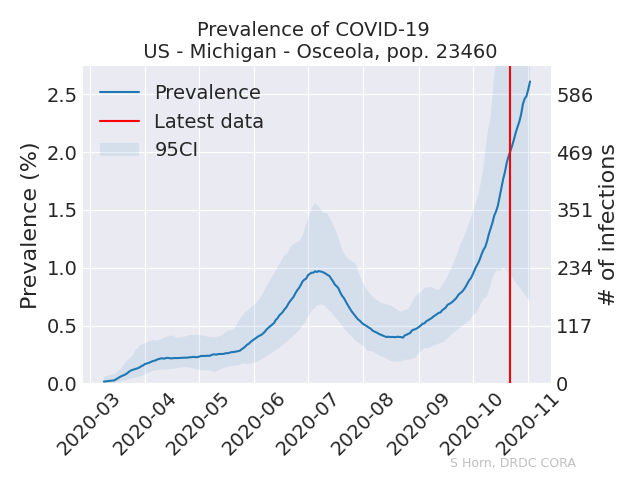 Prevalence of COVID-19
US - Michigan - Osceola, pop. 23460
Prevalence
Latest data
95CI
Prevalence (%)
2.5
2.0
1.5
1.0
0.5
0.0
586
469
351
234
117
0
# of infections
2020-03
2020-04
2020-05
2020-06
2020-07
2020-08
2020-09
2020-10
2020-11
S Horn, DRDC CORA